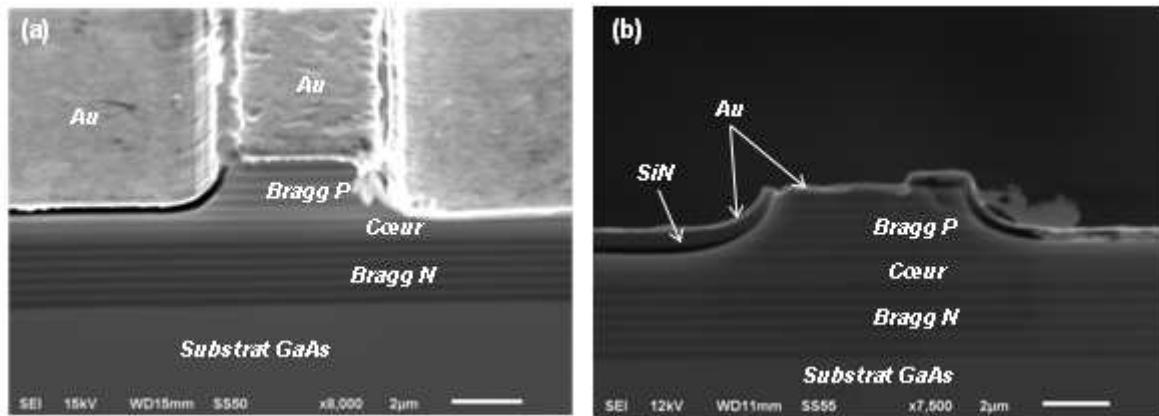 (a)
Au
Au
Bragg P
Cœur
Bragg N
Substrat GaAs
SEI 15kV WD15mm SS50 x8,000 2µm
(b)
Au
SiN
Bragg P
Cœur
Bragg N
Substrat GaAs
SEI 12kV WD11mm SS55 x7,500 2µm